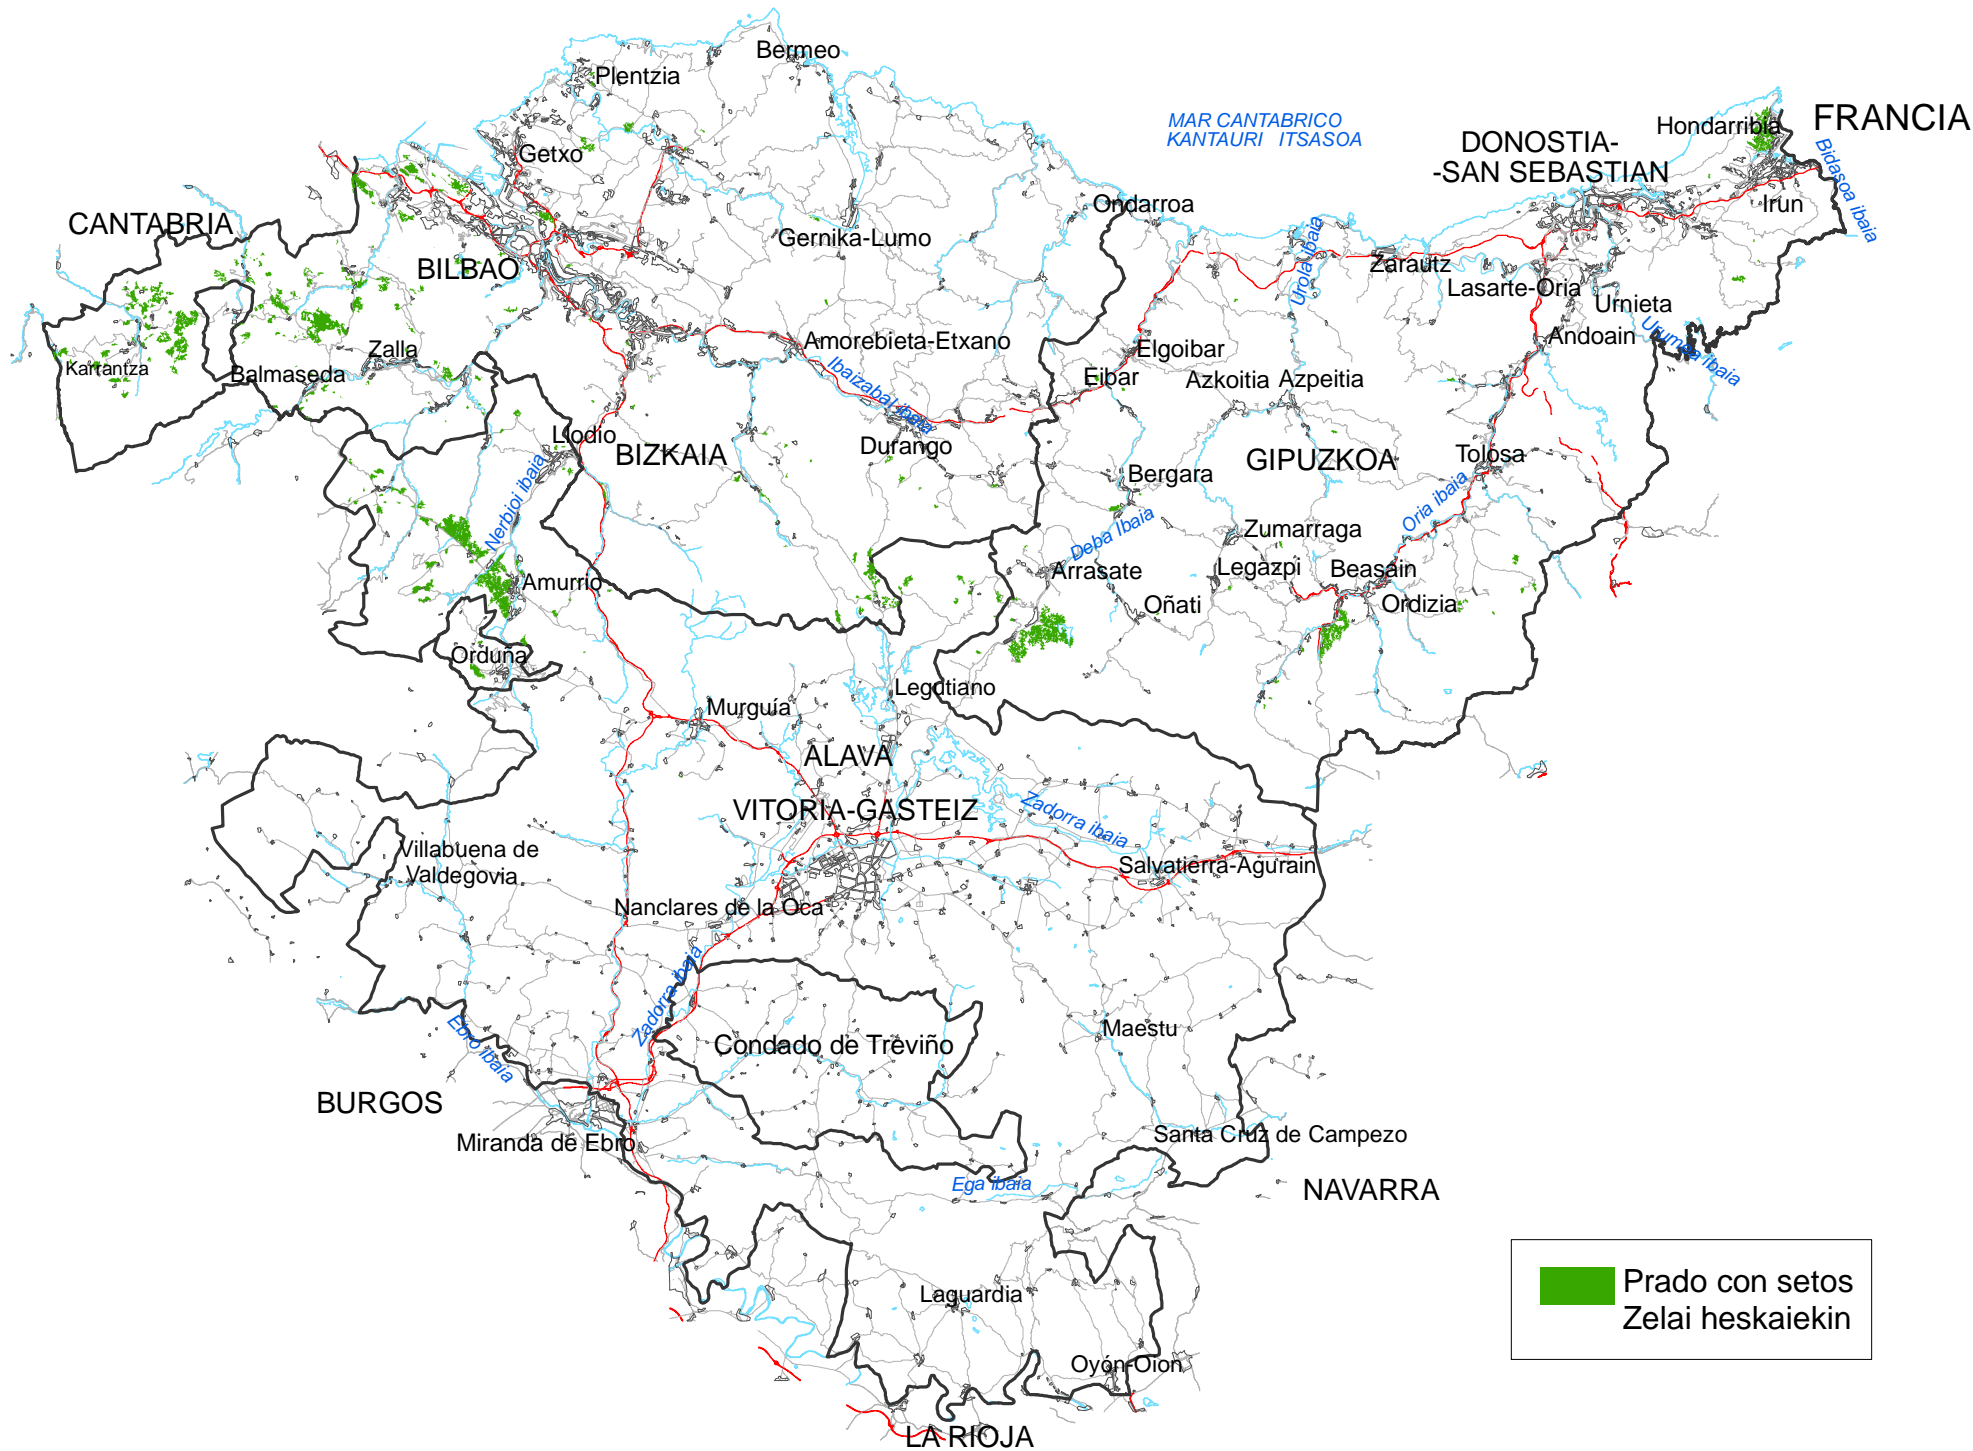 Bermeo
Plentzia
MAR CANTABRICO
KANTAURI ITSASOA
Hondarribia
FRANCIA
DONOSTIA-
-SAN SEBASTIAN
Getxo
Bidasoa ibaia
CANTABRIA
Ondarroa
Irun
Gernika-Lumo
BILBAO
Urola ibaia
Zarautz
Lasarte-Oria
Urnieta
Andoain
Urumea ibaia
Zalla
Amorebieta-Etxano
Elgoibar
Karrantza
Balmaseda
Ibaizabal ibaia
Eibar
Azkoitia
Azpeitia
Llodio
BIZKAIA
Durango
GIPUZKOA
Tolosa
Bergara
Nerbioi ibaia
Oria ibaia
Deba Ibaia
Zumarraga
Amurrio
Arrasate
Legazpi
Beasain
Oñati
Ordizia
Orduña
Legutiano
Murguía
ALAVA
VITORIA-GASTEIZ
Zadorra ibaia
Villabuena de
Valdegovia
Salvatierra-Agurain
Nanclares de la Oca
Zadorra ibaia
Ebro ibaia
Condado de Treviño
Maestu
BURGOS
Miranda de Ebro
Santa Cruz de Campezo
Ega ibaia
NAVARRA
Laguardia
Prado con setos
Zelai heskaiekin
Oyón-Oion
LA RIOJA